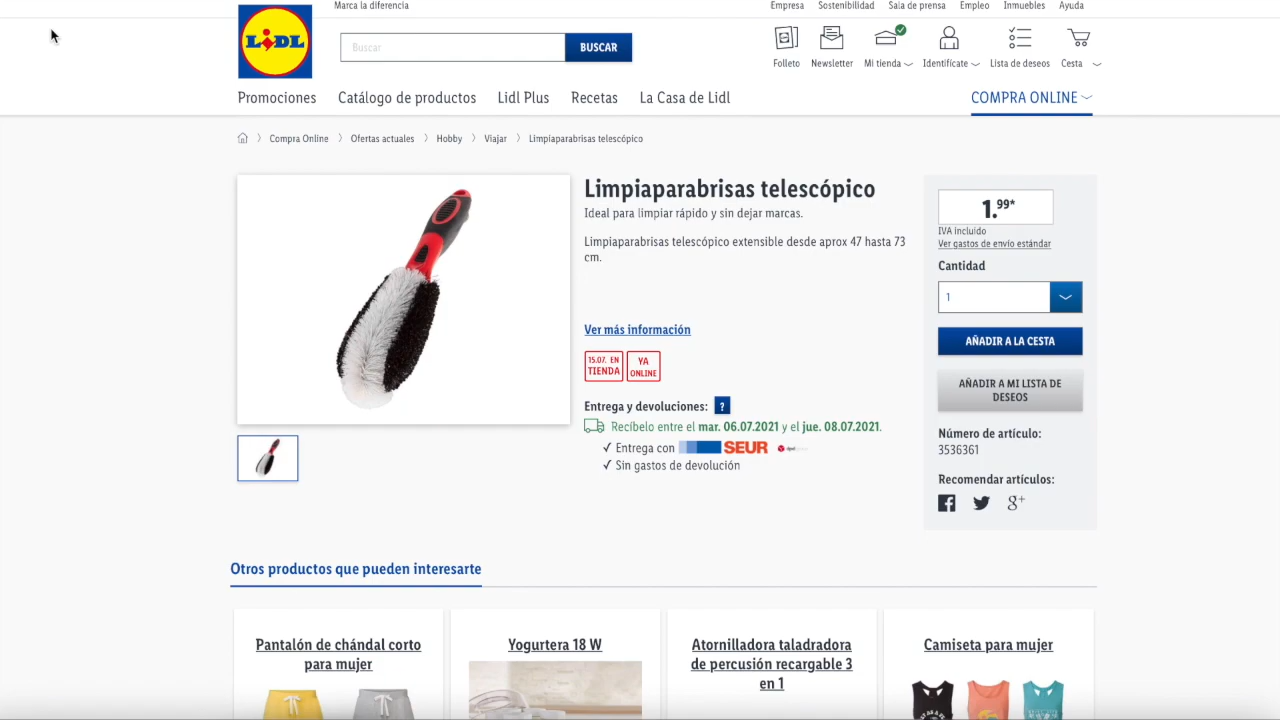 Marca la diferencia
Empresa Sostenibilidad Sala de prensa Empleo Inmuebles Ayuda
LIDL
Buscar
BUSCAR
Folleto Newsletter Mi tienda Identifícate Lista de deseos Cesta
Promociones Catálogo de productos Lidl Plus Recetas La Casa de Lidl
COMPRA ONLINE
Compra Online Ofertas actuales Hobby Viajar Limpiaparabrisas telescópico
Limpiaparabrisas telescópico
Ideal para limpiar rápido y sin dejar marcas.
Limpiaparabrisas telescópico extensible desde aprox 47 hasta 73
cm.
Ver más información
15.07. EN
TIENDA
YA
ONLINE
Entrega y devoluciones: ?
Recíbelo entre el mar. 06.07.2021 y el jue. 08.07.2021.
✓ Entrega con SEUR dpd
✓ Sin gastos de devolución
1.99*
IVA incluido
Ver gastos de envío estándar
Cantidad
1
AÑADIR A LA CESTA
AÑADIR A MI LISTA DE
DESEOS
Número de artículo:
3536361
Recomendar artículos:
g+
Otros productos que pueden interesarte
Pantalón de chándal corto
para mujer
Yogurtera 18 W
Atornilladora taladradora
de percusión recargable 3
en 1
Camiseta para mujer